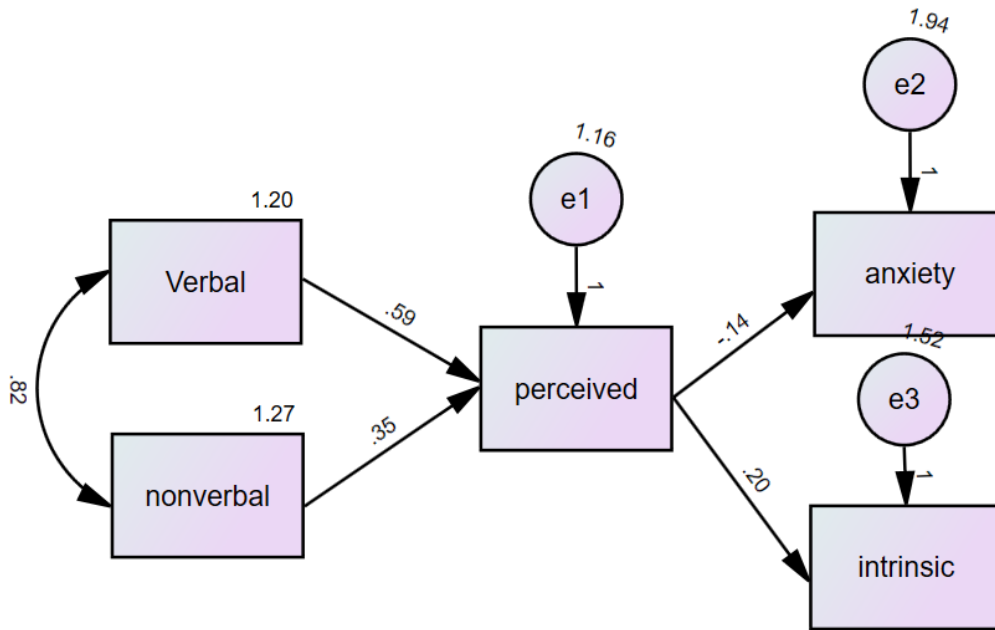 1.94
e2
1
anxiety
1.16
e1
1
1.20
Verbal
.59
-.14
perceived
1.52
e3
1
.82
1.27
nonverbal
.35
.20
intrinsic